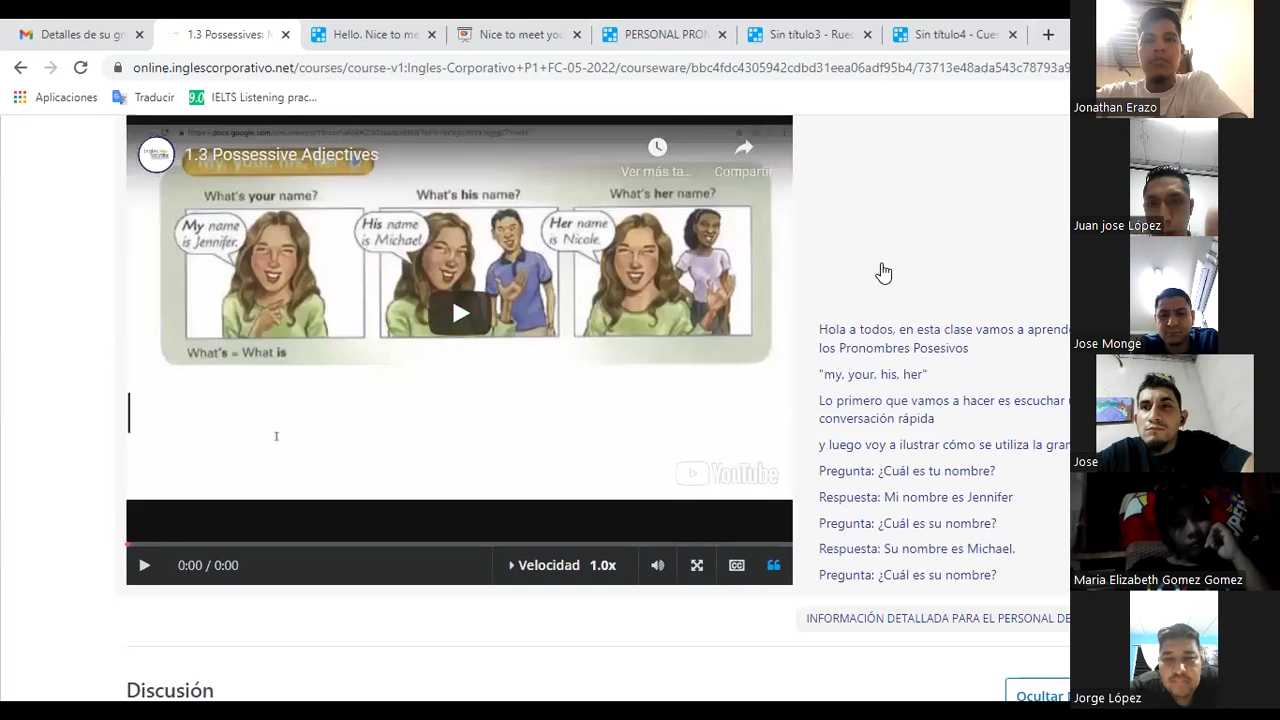 Detalles de su gr
1.3 Possessives: N
Hello. Nice to me
Nice to meet you
PERSONAL PRON
Sin título3 - Rued
Sin título4 - Cues
online.inglescorporativo.net/courses/course-v1:Ingles-Corporativo+P1+FC-05-2022/courseware/bbc4fdc4305942cdbd31eea06adf95b4/73713e48ada543c78793a9
Aplicaciones
Traducir
9.0 IELTS Listening prac...
1.3 Possessive Adjectives
Ver más ta...
Compartir
What's your name?
What's his name?
What's her name?
My name
is Jennifer.
His name
is Michael.
Her name
is Nicole.
What's = What is
YouTube
0:00 / 0:00
Velocidad 1.0x
Hola a todos, en esta clase vamos a aprende
los Pronombres Posesivos
"my, your, his, her"
Lo primero que vamos a hacer es escuchar u
conversación rápida
y luego voy a ilustrar cómo se utiliza la gra
Pregunta: ¿Cuál es tu nombre?
Respuesta: Mi nombre es Jennifer
Pregunta: ¿Cuál es su nombre?
Respuesta: Su nombre es Michael.
Pregunta: ¿Cuál es su nombre?
INFORMACIÓN DETALLADA PARA EL PERSONAL DE
Discusión
Ocultar
Jonathan Erazo
Juan jose López
Jose Monge
Jose
Maria Elizabeth Gomez Gomez
Jorge López